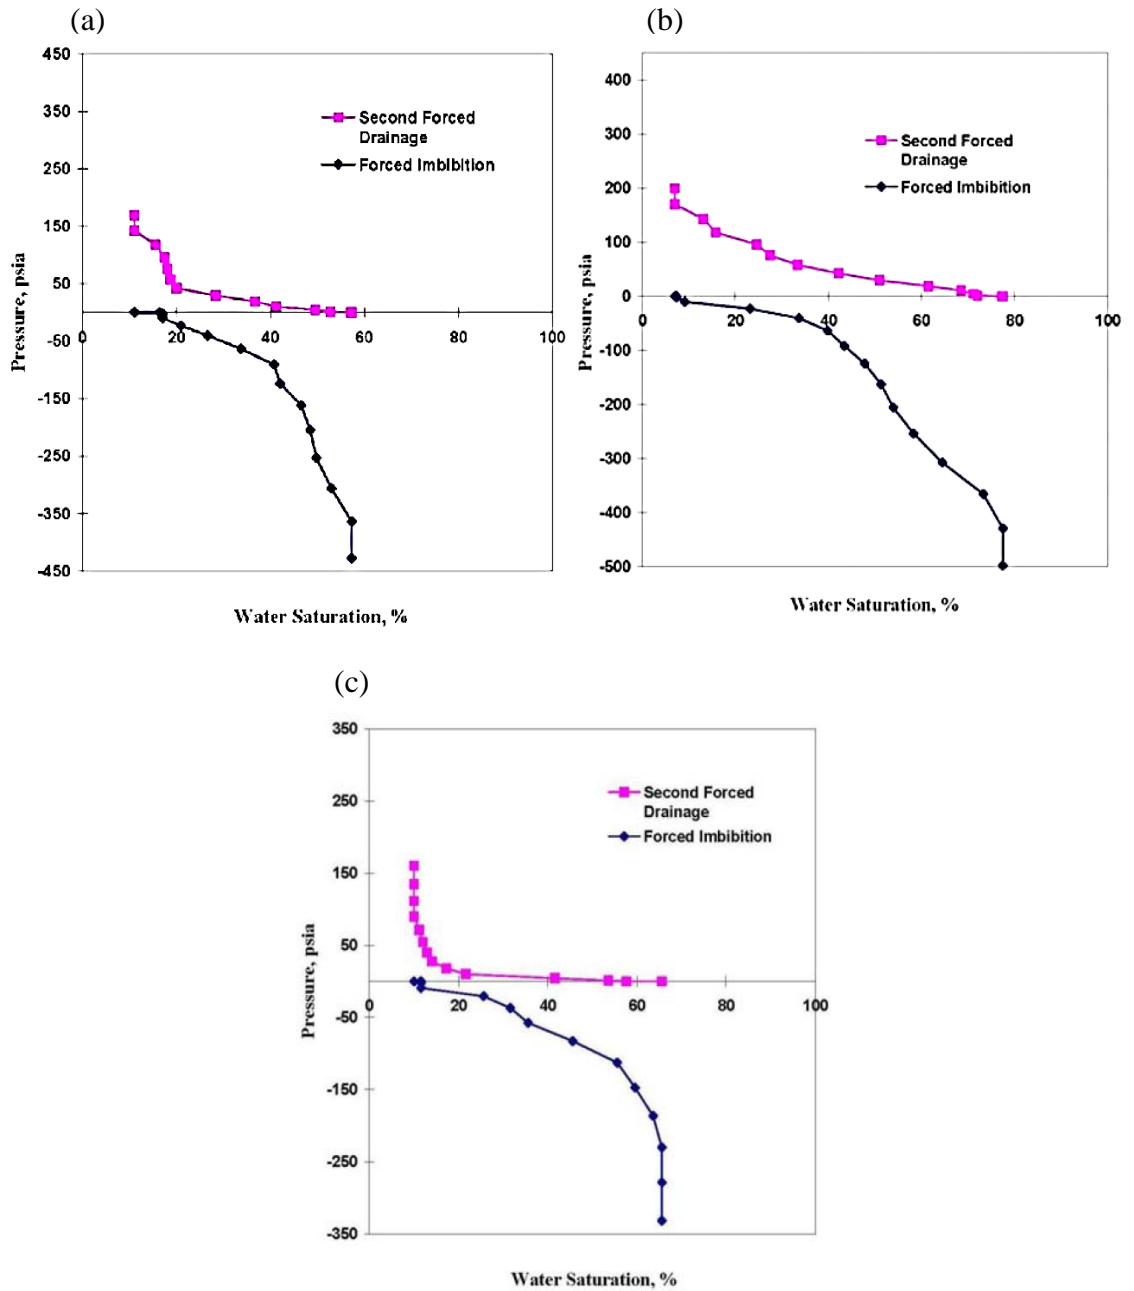 (a)
450
350
250
150
50
-50
-150
-250
-350
-450
0 20 40 60 80 100
Pressure, psia
Water Saturation, %
Second Forced
Drainage
Forced Imbibition
(b)
400
300
200
100
0
-100
-200
-300
-400
-500
0 20 40 60 80 100
Pressure, psia
Water Saturation, %
Second Forced
Drainage
Forced Imbibition
(c)
350
250
150
50
-50
-150
-250
-350
0 20 40 60 80 100
Pressure, psia
Water Saturation, %
Second Forced
Drainage
Forced Imbibition